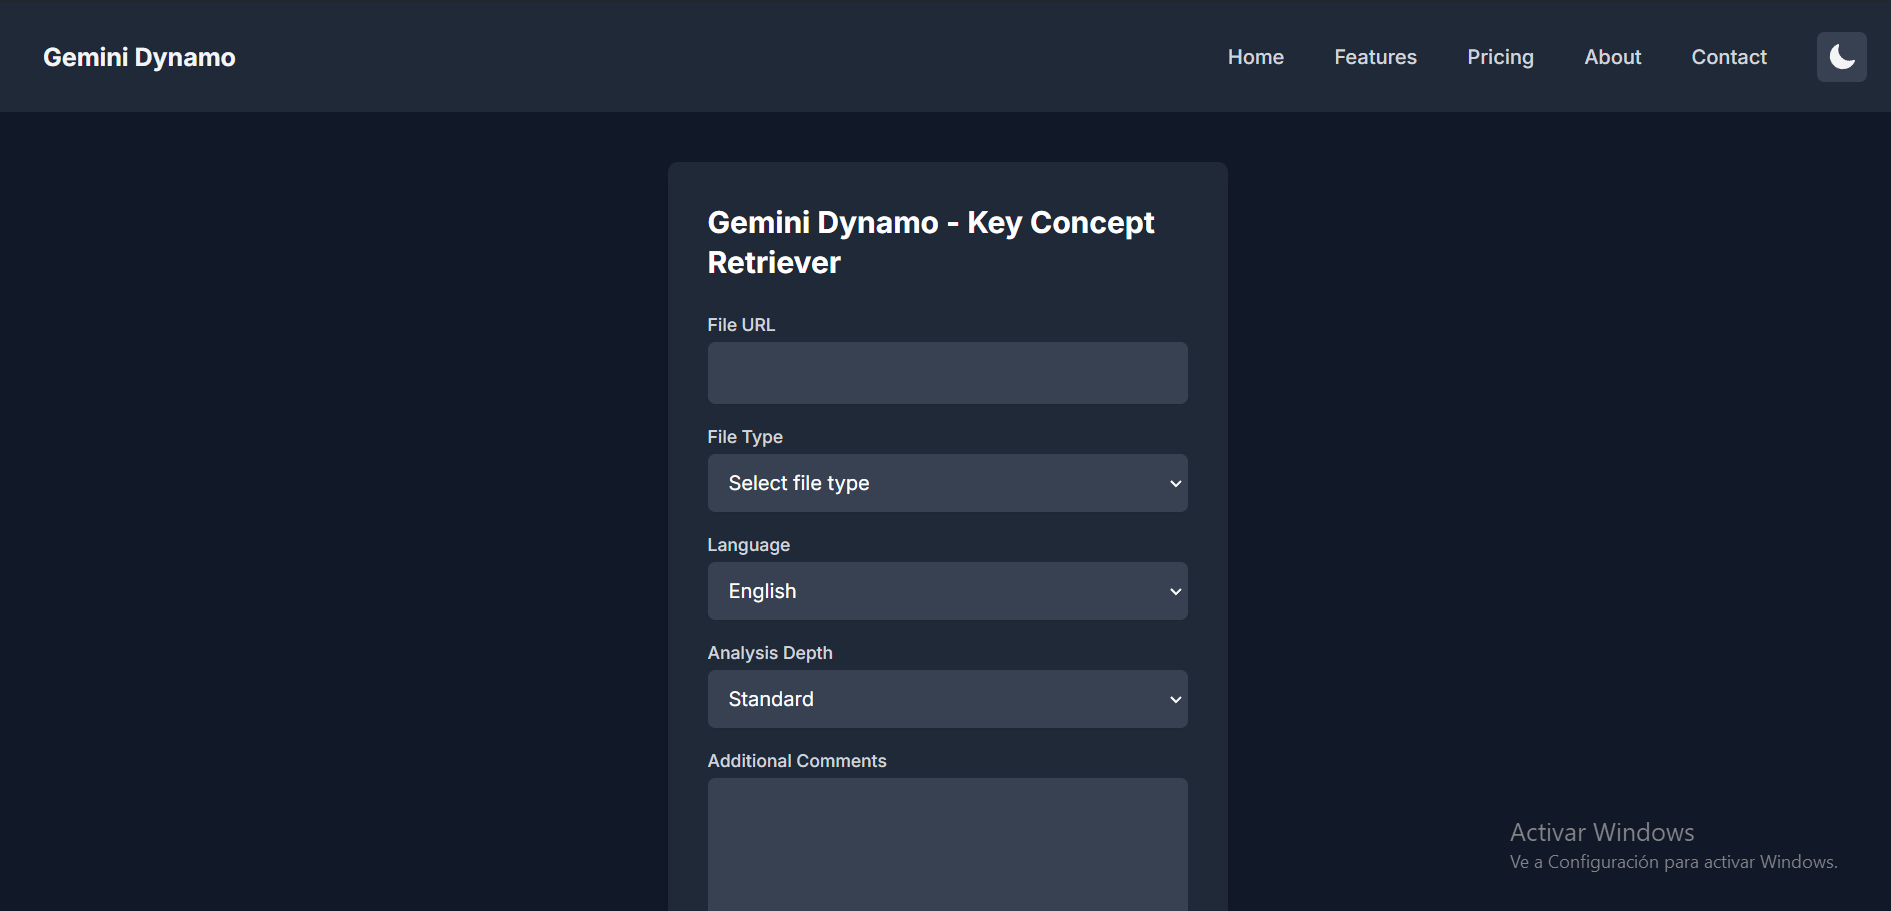 Gemini Dynamo
Home
Features
Pricing
About
Contact
Gemini Dynamo - Key Concept
Retriever
File URL
File Type
Select file type
Language
English
Analysis Depth
Standard
Additional Comments
Activar Windows
Ve a Configuración para activar Windows.